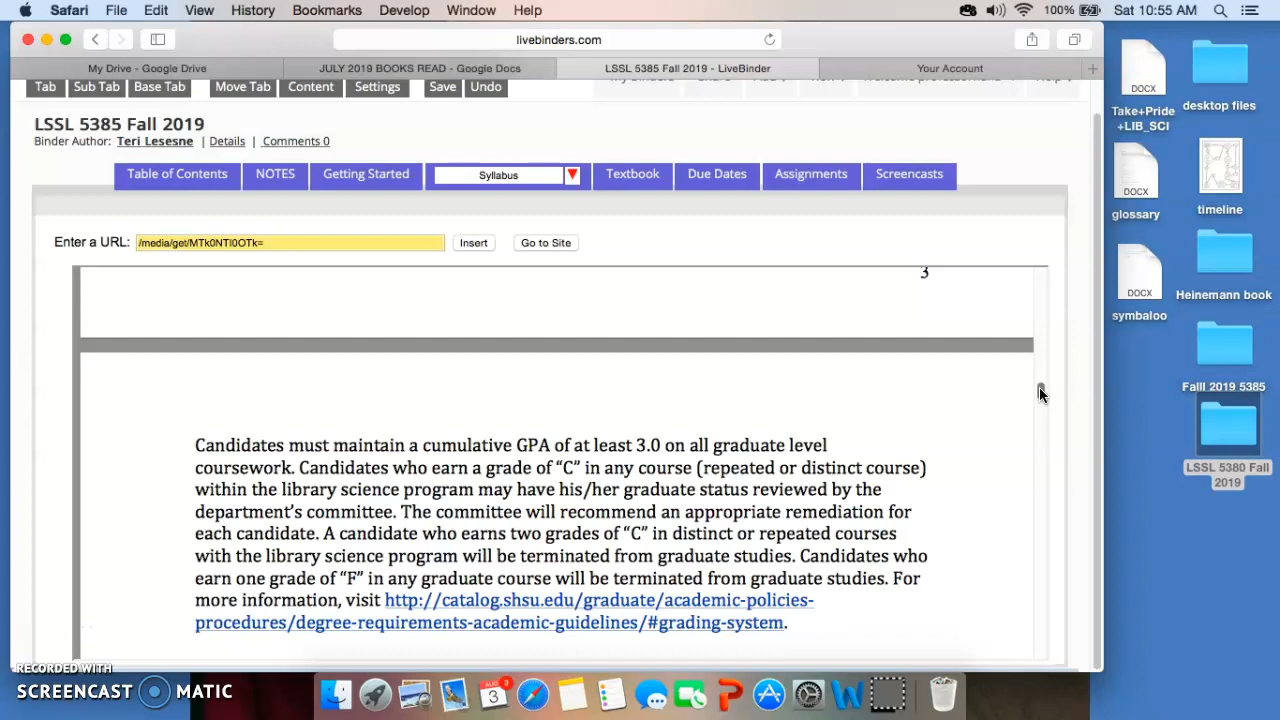 Safari File Edit View History Bookmarks Develop Window Help 100% Sat 10:55 AM
livebinders.com
My Drive - Google Drive JULY 2019 BOOKS READ - Google Docs LSSL 5385 Fall 2019 - LiveBinder Your Account
Tab Sub Tab Base Tab Move Tab Content Settings Save Undo
LSSL 5385 Fall 2019
Binder Author: Teri Lesesne | Details | Comments 0
Table of Contents NOTES Getting Started Syllabus Textbook Due Dates Assignments Screencasts
Enter a URL: /media/get/MTk0NTI0OTk= Insert Go to Site
3
Candidates must maintain a cumulative GPA of at least 3.0 on all graduate level
coursework. Candidates who earn a grade of “C” in any course (repeated or distinct course)
within the library science program may have his/her graduate status reviewed by the
department’s committee. The committee will recommend an appropriate remediation for
each candidate. A candidate who earns two grades of “C” in distinct or repeated courses
with the library science program will be terminated from graduate studies. Candidates who
earn one grade of “F” in any graduate course will be terminated from graduate studies. For
more information, visit http://catalog.shsu.edu/graduate/academic-policies-
procedures/degree-requirements-academic-guidelines/#grading-system.
DOCX
Take+Pride
+LIB_SCI
desktop files
DOCX
glossary
timeline
DOCX
symbaloo
Heinemann book
Falll 2019 5385
LSSL 5380 Fall
2019
RECORDED WITH
SCREENCAST MATIC
AUG
3
3